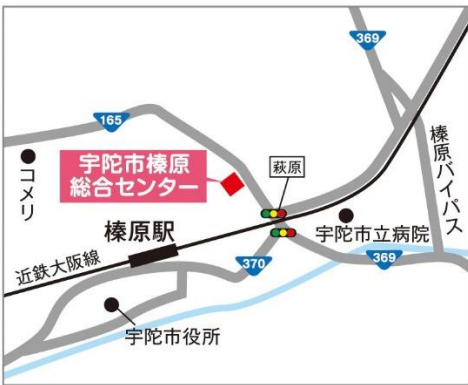 369
165
宇陀市榛原
総合センター
萩原
榛原バイパス
コメリ
榛原駅
宇陀市立病院
近鉄大阪線
370
369
宇陀市役所